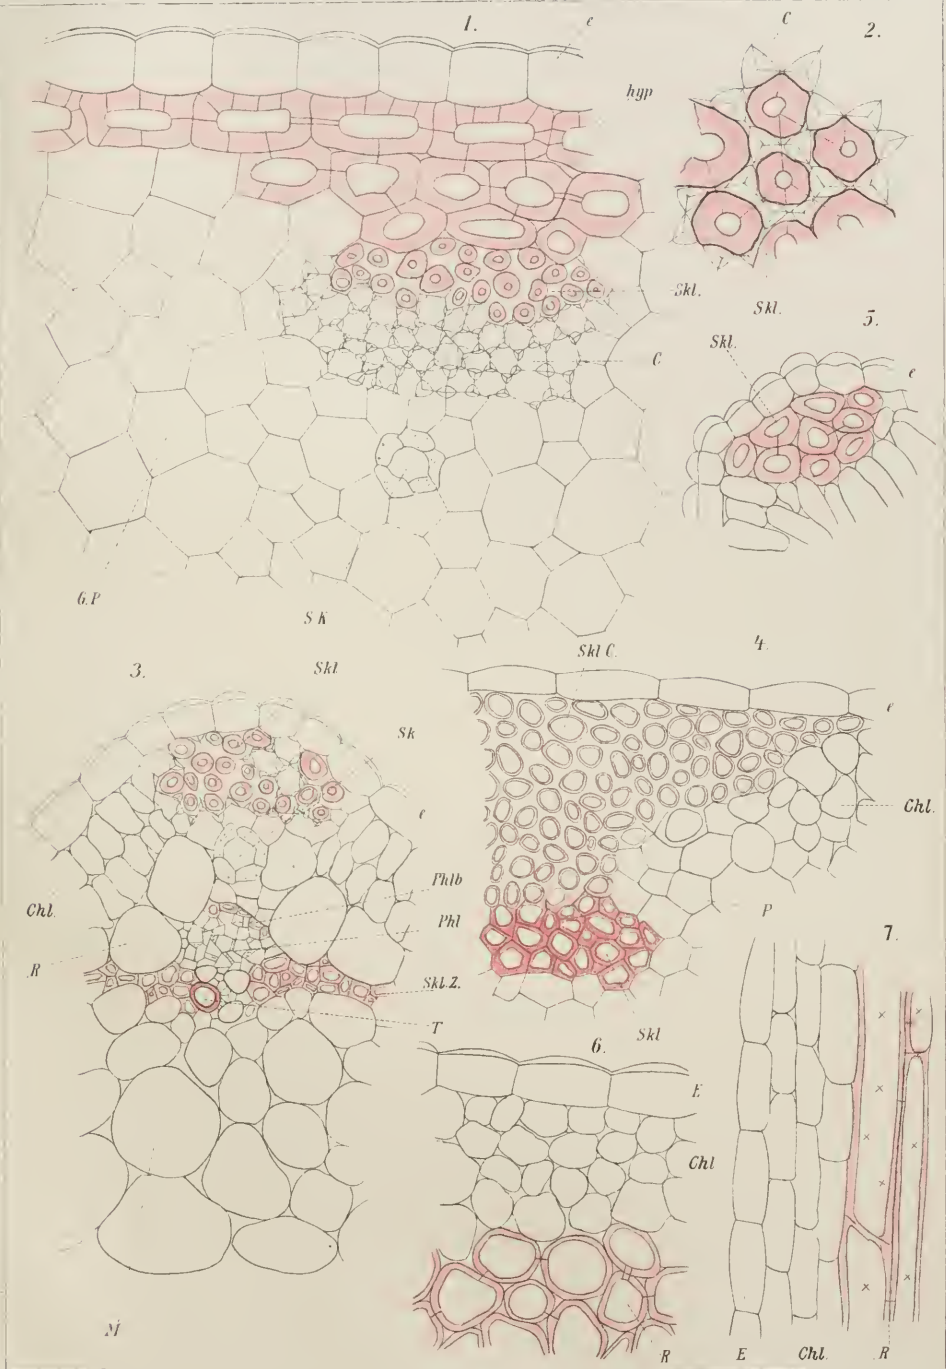 1.
e
C
2.
hyp
Skl.
Skl.
5.
Skl.
C
e
G.P
S K
Skl C.
4.
3.
Skl
Sk
e
e
Chl.
Phlb
Chl.
Phl
P
7.
R
Skl.Z.
T
6.
Skl
E
Chl
M
R
E
Chl.
R